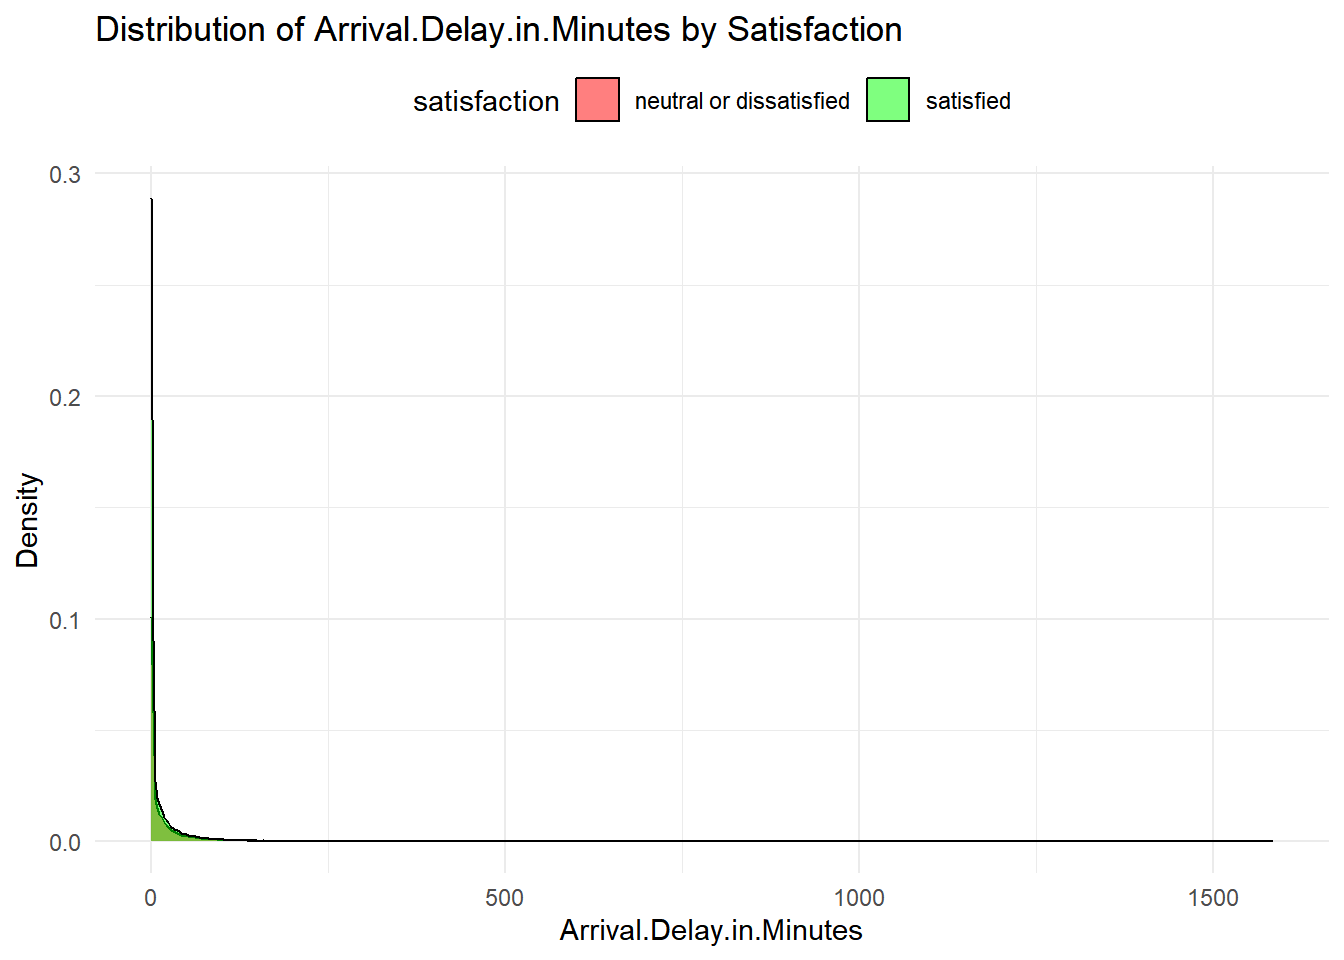 Distribution of Arrival.Delay.in.Minutes by Satisfaction
satisfaction neutral or dissatisfied satisfied
0.3
0.2
0.1
0.0
Density
0 500 1000 1500
Arrival.Delay.in.Minutes